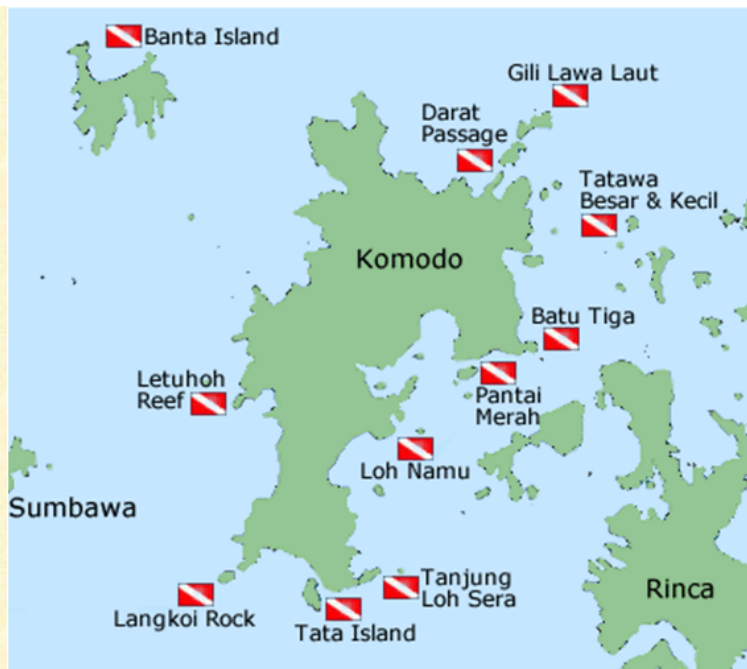 Banta Island
Gili Lawa Laut
Darat
Passage
Tatawa
Besar & Kecil
Komodo
Batu Tiga
Letuhoh
Reef
Pantai
Merah
Loh Namu
Sumbawa
Tanjung
Loh Sera
Rinca
Langkoi Rock
Tata Island